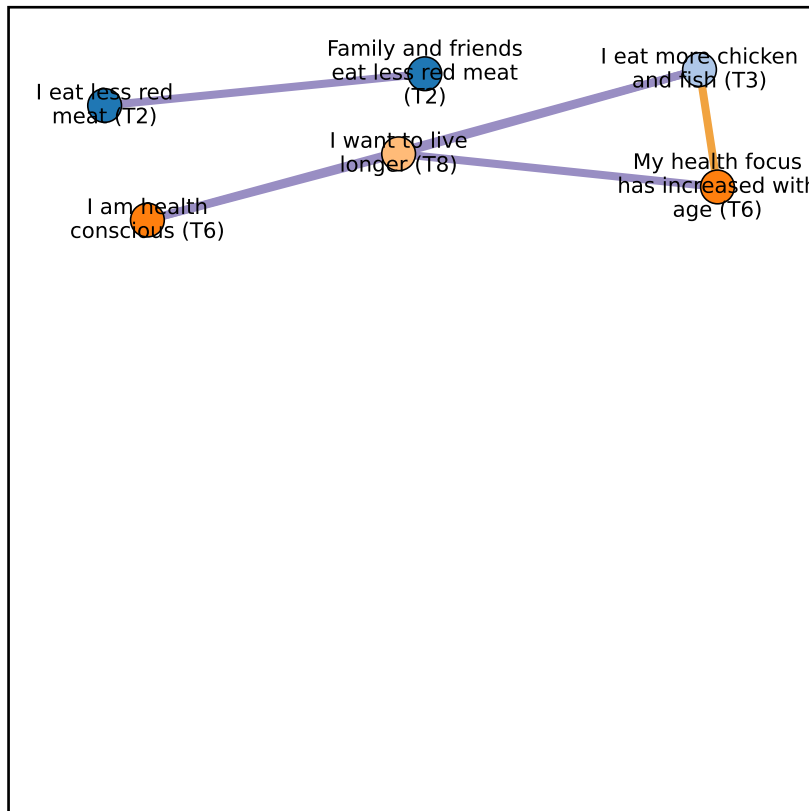 Family and friends
eat less red meat
(T2)
I eat more chicken
and fish (T3)
I eat less red
meat (T2)
I want to live
longer (T8)
My health focus
has increased with
age (T6)
I am health
conscious (T6)